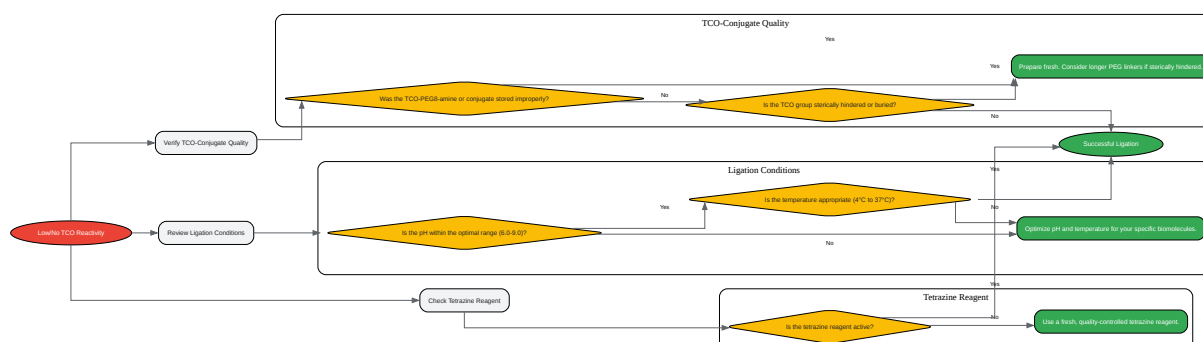 TCO-Conjugate Quality
Yes
Yes
Prepare fresh. Consider longer PEG linkers if sterically hindered.
Was the TCO-PEG8-amine or conjugate stored improperly?
No
Is the TCO group sterically hindered or buried?
No
Verify TCO-Conjugate Quality
Successful Ligation
Ligation Conditions
Yes
Is the temperature appropriate (4°C to 37°C)?
Yes
No
Low/No TCO Reactivity
Review Ligation Conditions
Is the pH within the optimal range (6.0-9.0)?
Optimize pH and temperature for your specific biomolecules.
No
Yes
Check Tetrazine Reagent
Tetrazine Reagent
No
Is the tetrazine reagent active?
Use a fresh, quality-controlled tetrazine reagent.